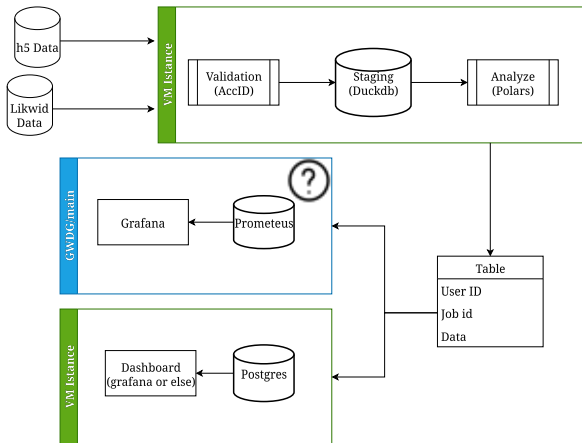 h5 Data
Likwid
Data
VM Istance
Validation
(AccID)
Staging
(Duckdb)
Analyze
(Polars)
GWDG/main
Grafana
Prometeus
?
Table
User ID
Job id
Data
VM Istance
Dashboard
(grafana or else)
Postgres